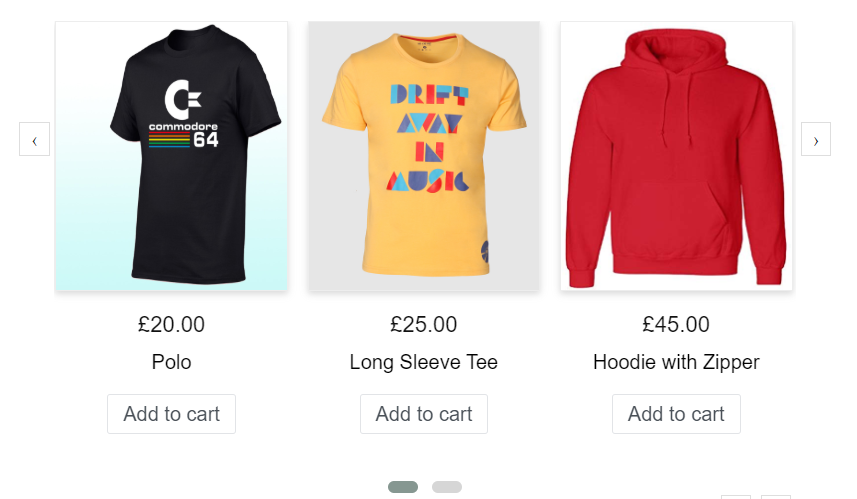 commodore
64
DRIFT
AWAY
IN
MUSIC
‹
›
£20.00
£25.00
£45.00
Polo
Long Sleeve Tee
Hoodie with Zipper
Add to cart
Add to cart
Add to cart